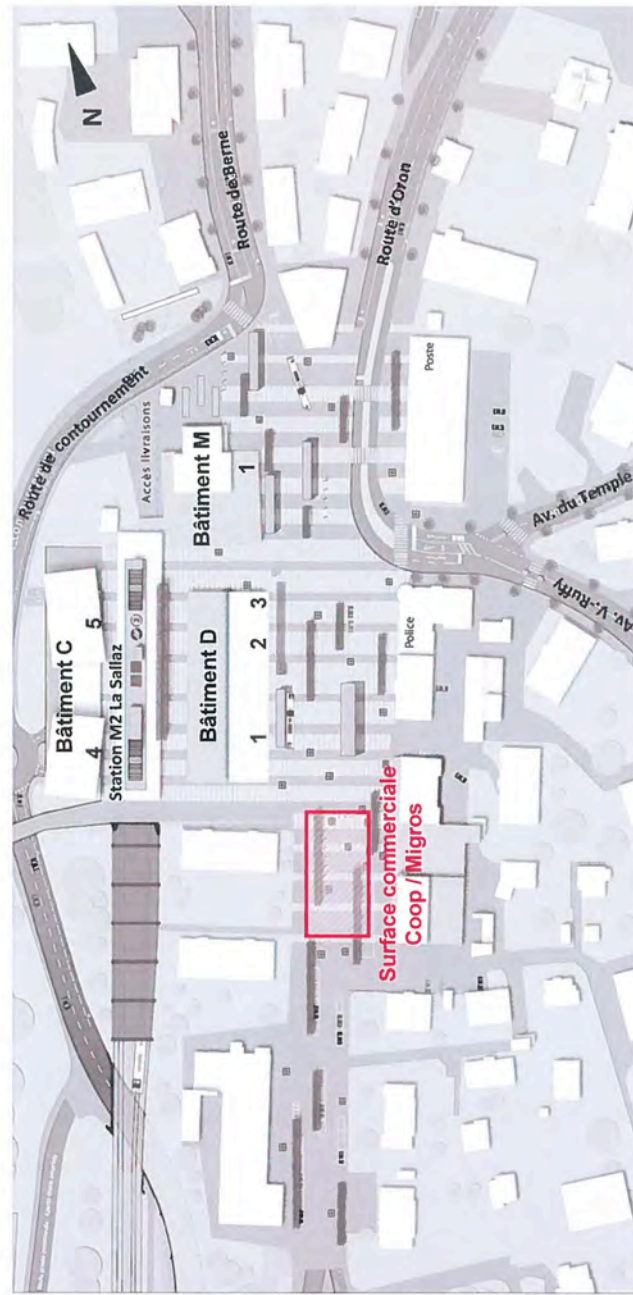 N
Route de Berne
Route d'Oron
Route de contournement
Accès livraisons
Bâtiment M
1
Poste
Av. du Temple
Av. V.-Ruffy
Bâtiment C
4
5
Station M2 La Sallaz
Bâtiment D
1
2
3
Police
Surface commerciale
Coop / Migros